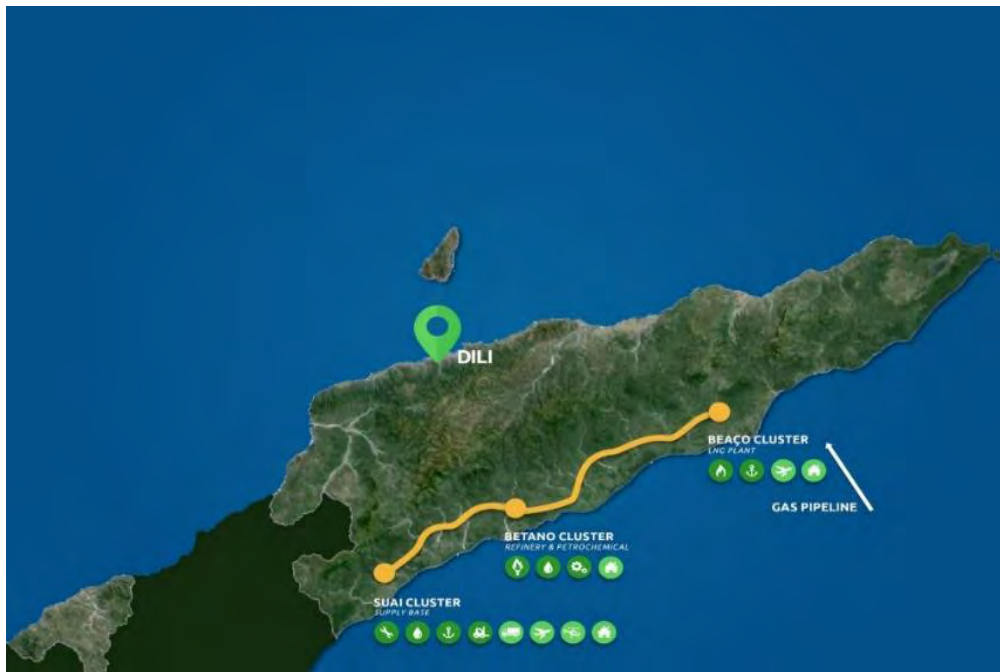 DILI
BEAÇO CLUSTER
LNG PLANT
GAS PIPELINE
BETANO CLUSTER
REFINERY & PETROCHEMICAL
SUAI CLUSTER
SUPPLY BASE